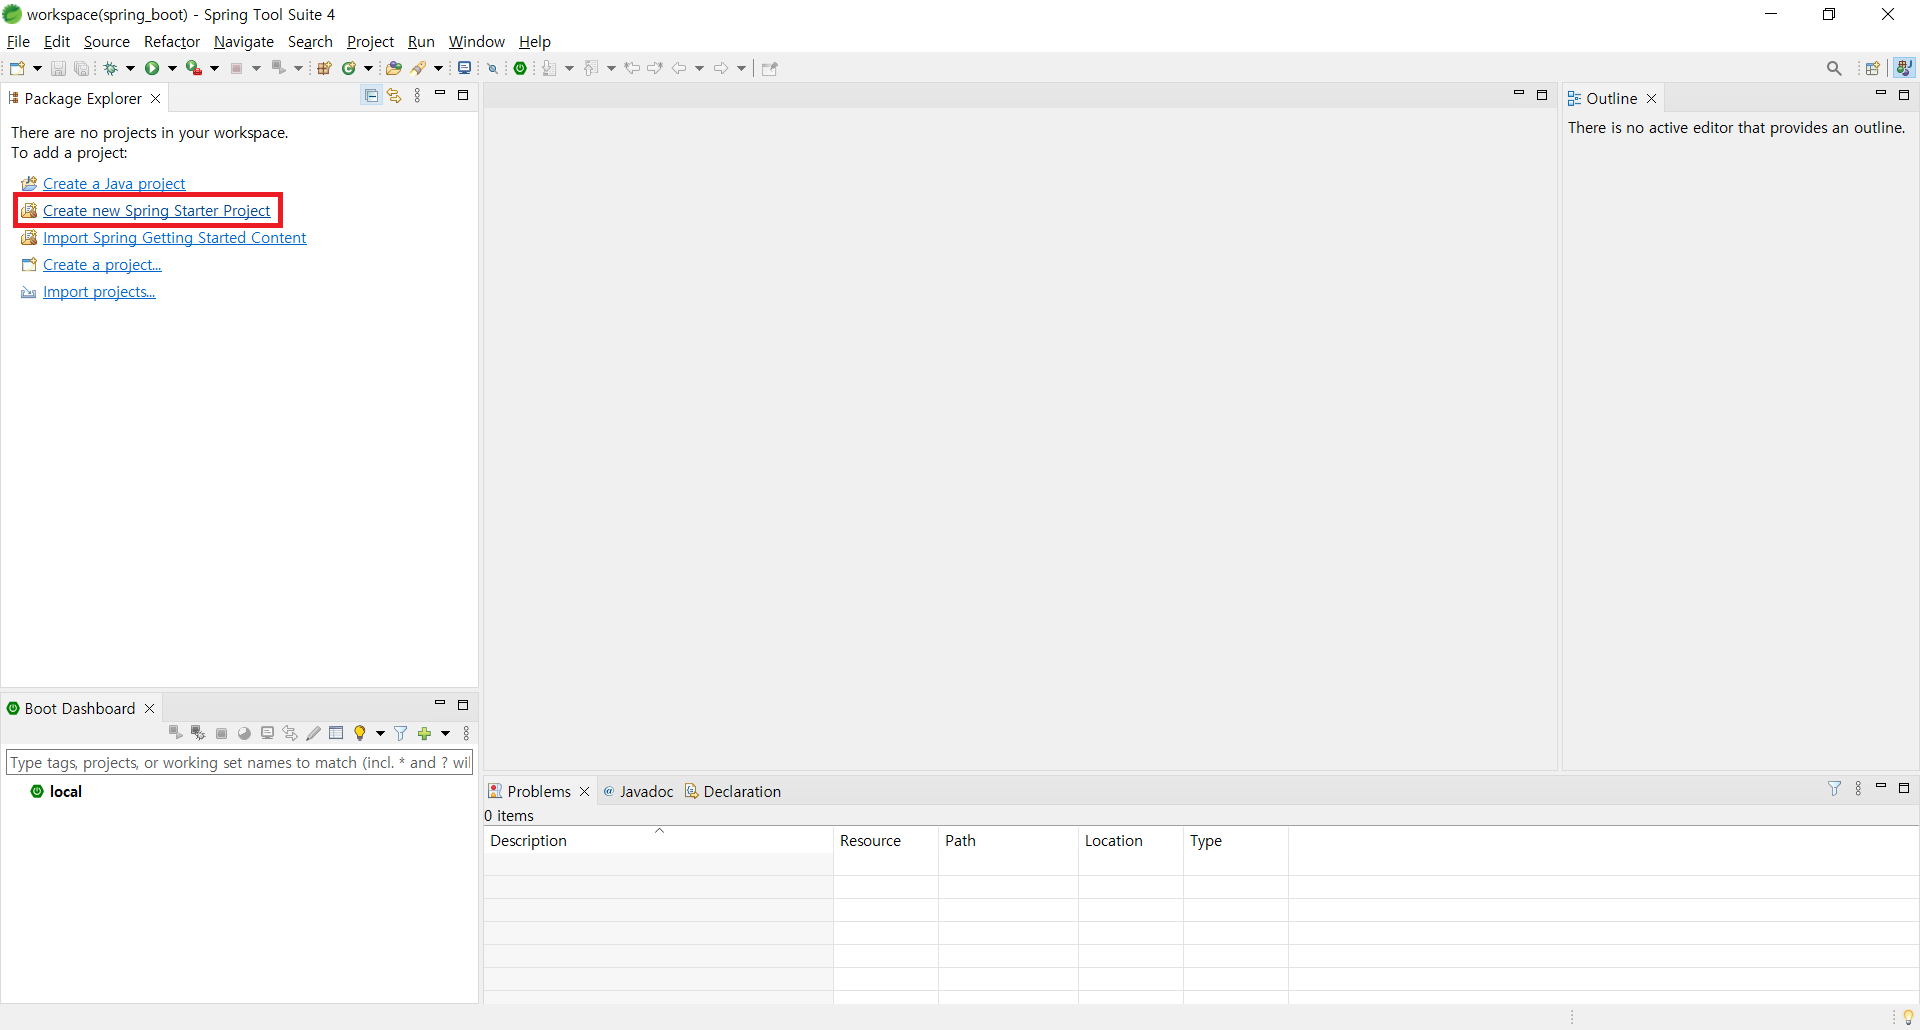 workspace(spring_boot) - Spring Tool Suite 4
File Edit Source Refactor Navigate Search Project Run Window Help
Package Explorer
There are no projects in your workspace.
To add a project:
Create a Java project
Create new Spring Starter Project
Import Spring Getting Started Content
Create a project...
Import projects...
Outline
There is no active editor that provides an outline.
Boot Dashboard
Type tags, projects, or working set names to match (incl. * and ? wil
local
Problems @ Javadoc Declaration
0 items
Description Resource Path Location Type